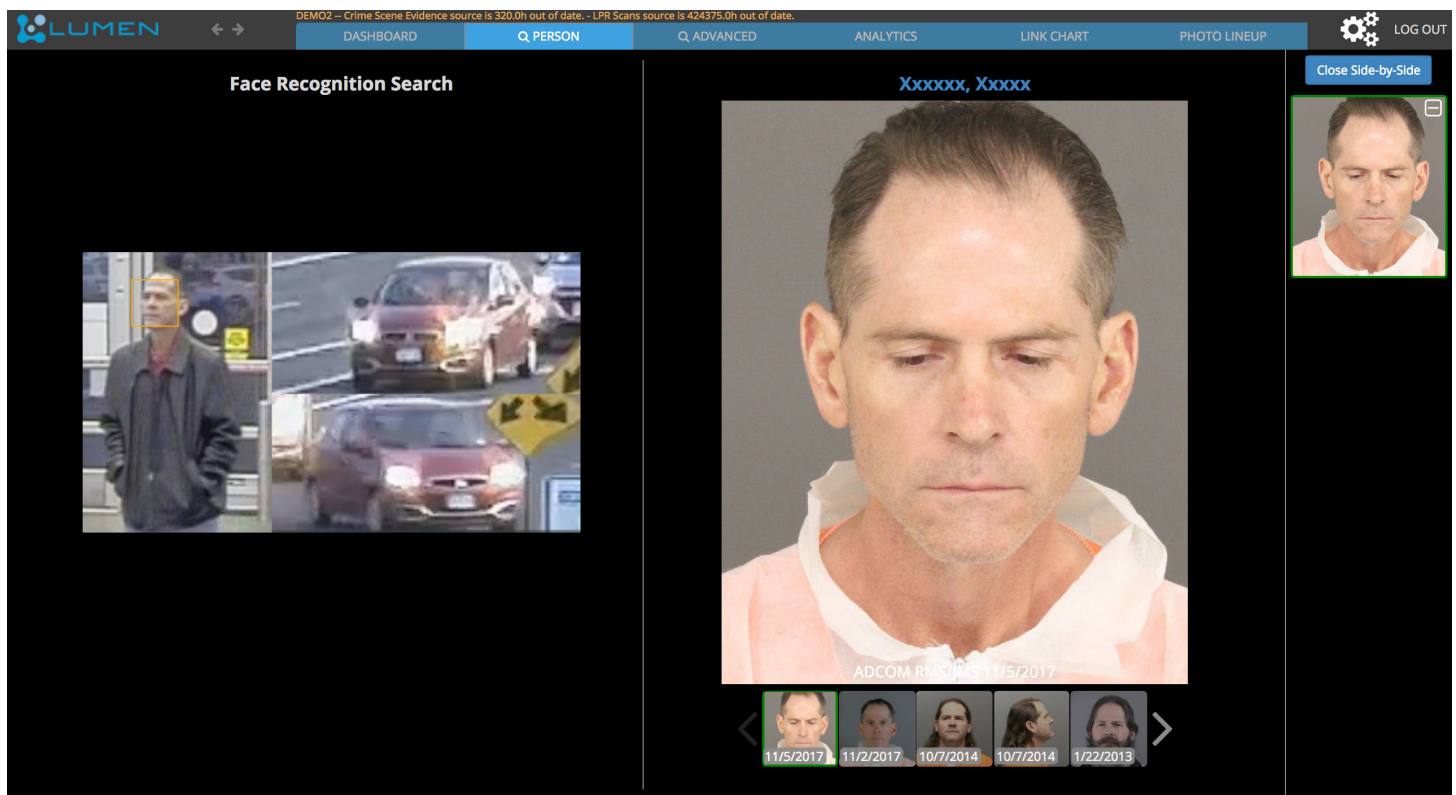 DEMO2 -- Crime Scene Evidence source is 320.0h out of date. - LPR Scans source is 424375.0h out of date.
LUMEN
DASHBOARD
PERSON
ADVANCED
ANALYTICS
LINK CHART
PHOTO LINEUP
LOG OUT
Face Recognition Search
Xxxxxx, Xxxxx
Close Side-by-Side
ADCOM RMS/JMS 11/5/2017
11/5/2017
11/2/2017
10/7/2014
10/7/2014
1/22/2013